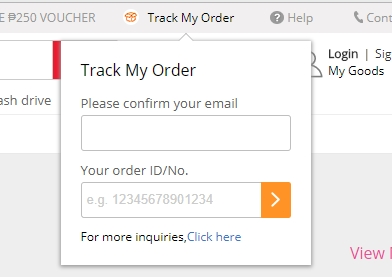 E ₱250 VOUCHER Track My Order Help Cont
Login | Sig
My Goods
ash drive
Track My Order
Please confirm your email
Your order ID/No.
e.g. 12345678901234
For more inquiries,Click here
View